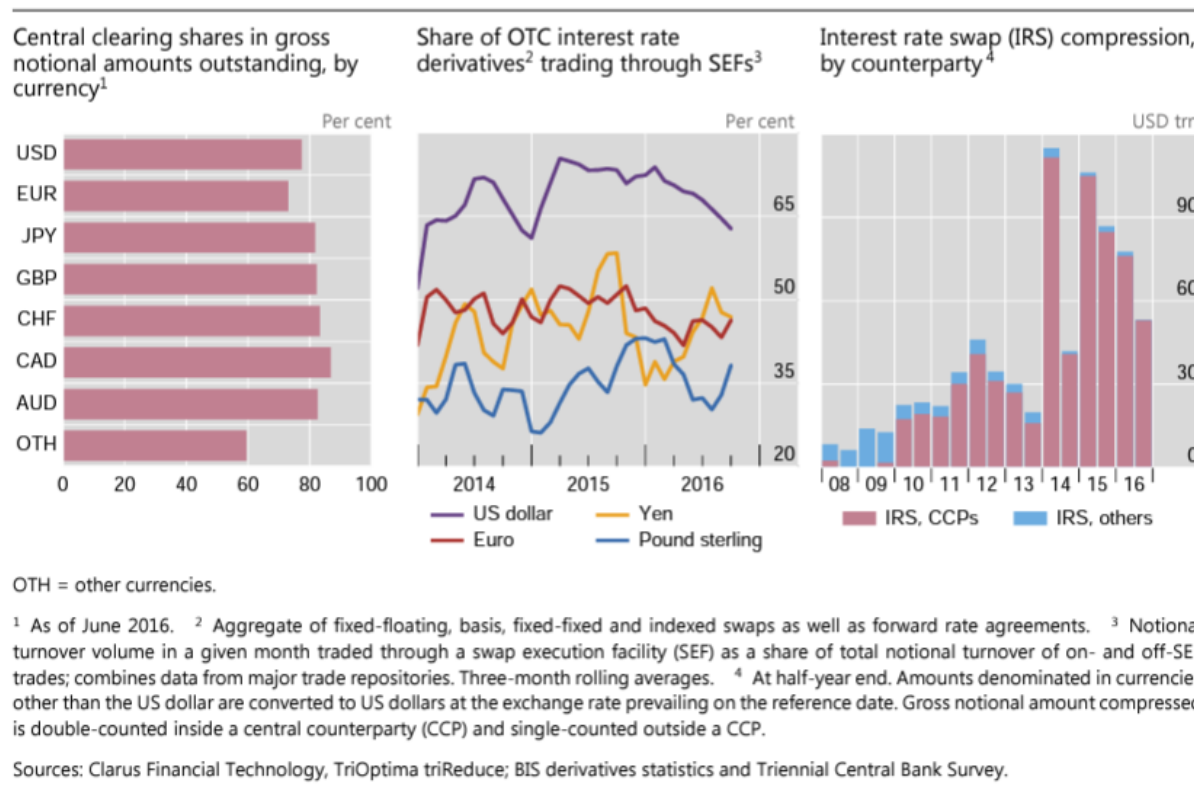 Central clearing shares in gross
notional amounts outstanding, by
currency1
Per cent
USD
EUR
JPY
GBP
CHF
CAD
AUD
OTH
0 20 40 60 80 100
Share of OTC interest rate
derivatives2 trading through SEFs3
Per cent
65
50
35
20
2014 2015 2016
US dollar Yen
Euro Pound sterling
Interest rate swap (IRS) compression,
by counterparty4
USD trn
90
60
30
0
08 09 10 11 12 13 14 15 16
IRS, CCPs IRS, others
OTH = other currencies.
1 As of June 2016. 2 Aggregate of fixed-floating, basis, fixed-fixed and indexed swaps as well as forward rate agreements. 3 Notiona
turnover volume in a given month traded through a swap execution facility (SEF) as a share of total notional turnover of on- and off-SE
trades; combines data from major trade repositories. Three-month rolling averages. 4 At half-year end. Amounts denominated in currencie
other than the US dollar are converted to US dollars at the exchange rate prevailing on the reference date. Gross notional amount compressed
is double-counted inside a central counterparty (CCP) and single-counted outside a CCP.
Sources: Clarus Financial Technology, TriOptima triReduce; BIS derivatives statistics and Triennial Central Bank Survey.